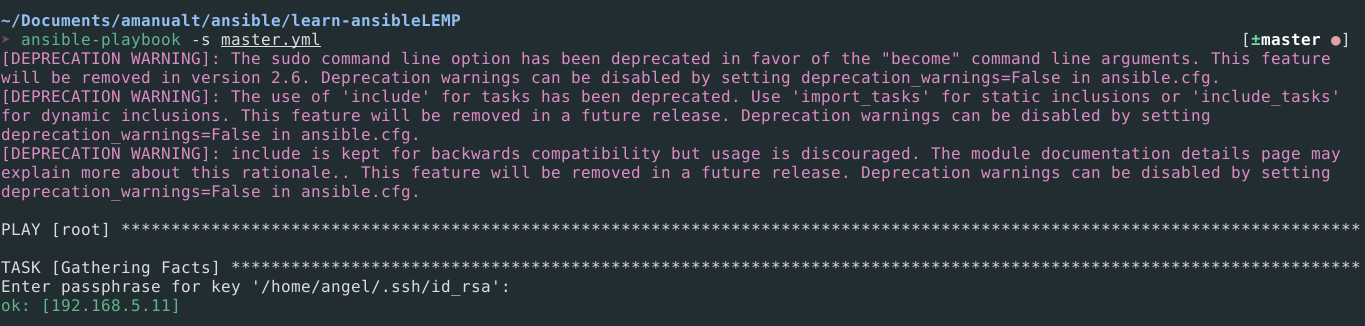 ~/Documents/amanualt/ansible/learn-ansibleLEMP
➤ ansible-playbook -s master.yml [±master ●]
[DEPRECATION WARNING]: The sudo command line option has been deprecated in favor of the "become" command line arguments. This feature
will be removed in version 2.6. Deprecation warnings can be disabled by setting deprecation_warnings=False in ansible.cfg.
[DEPRECATION WARNING]: The use of 'include' for tasks has been deprecated. Use 'import_tasks' for static inclusions or 'include_tasks'
for dynamic inclusions. This feature will be removed in a future release. Deprecation warnings can be disabled by setting
deprecation_warnings=False in ansible.cfg.
[DEPRECATION WARNING]: include is kept for backwards compatibility but usage is discouraged. The module documentation details page may
explain more about this rationale.. This feature will be removed in a future release. Deprecation warnings can be disabled by setting
deprecation_warnings=False in ansible.cfg.
PLAY [root] ****************************************************************************************************************************
TASK [Gathering Facts] *****************************************************************************************************************
Enter passphrase for key '/home/angel/.ssh/id_rsa':
ok: [192.168.5.11]